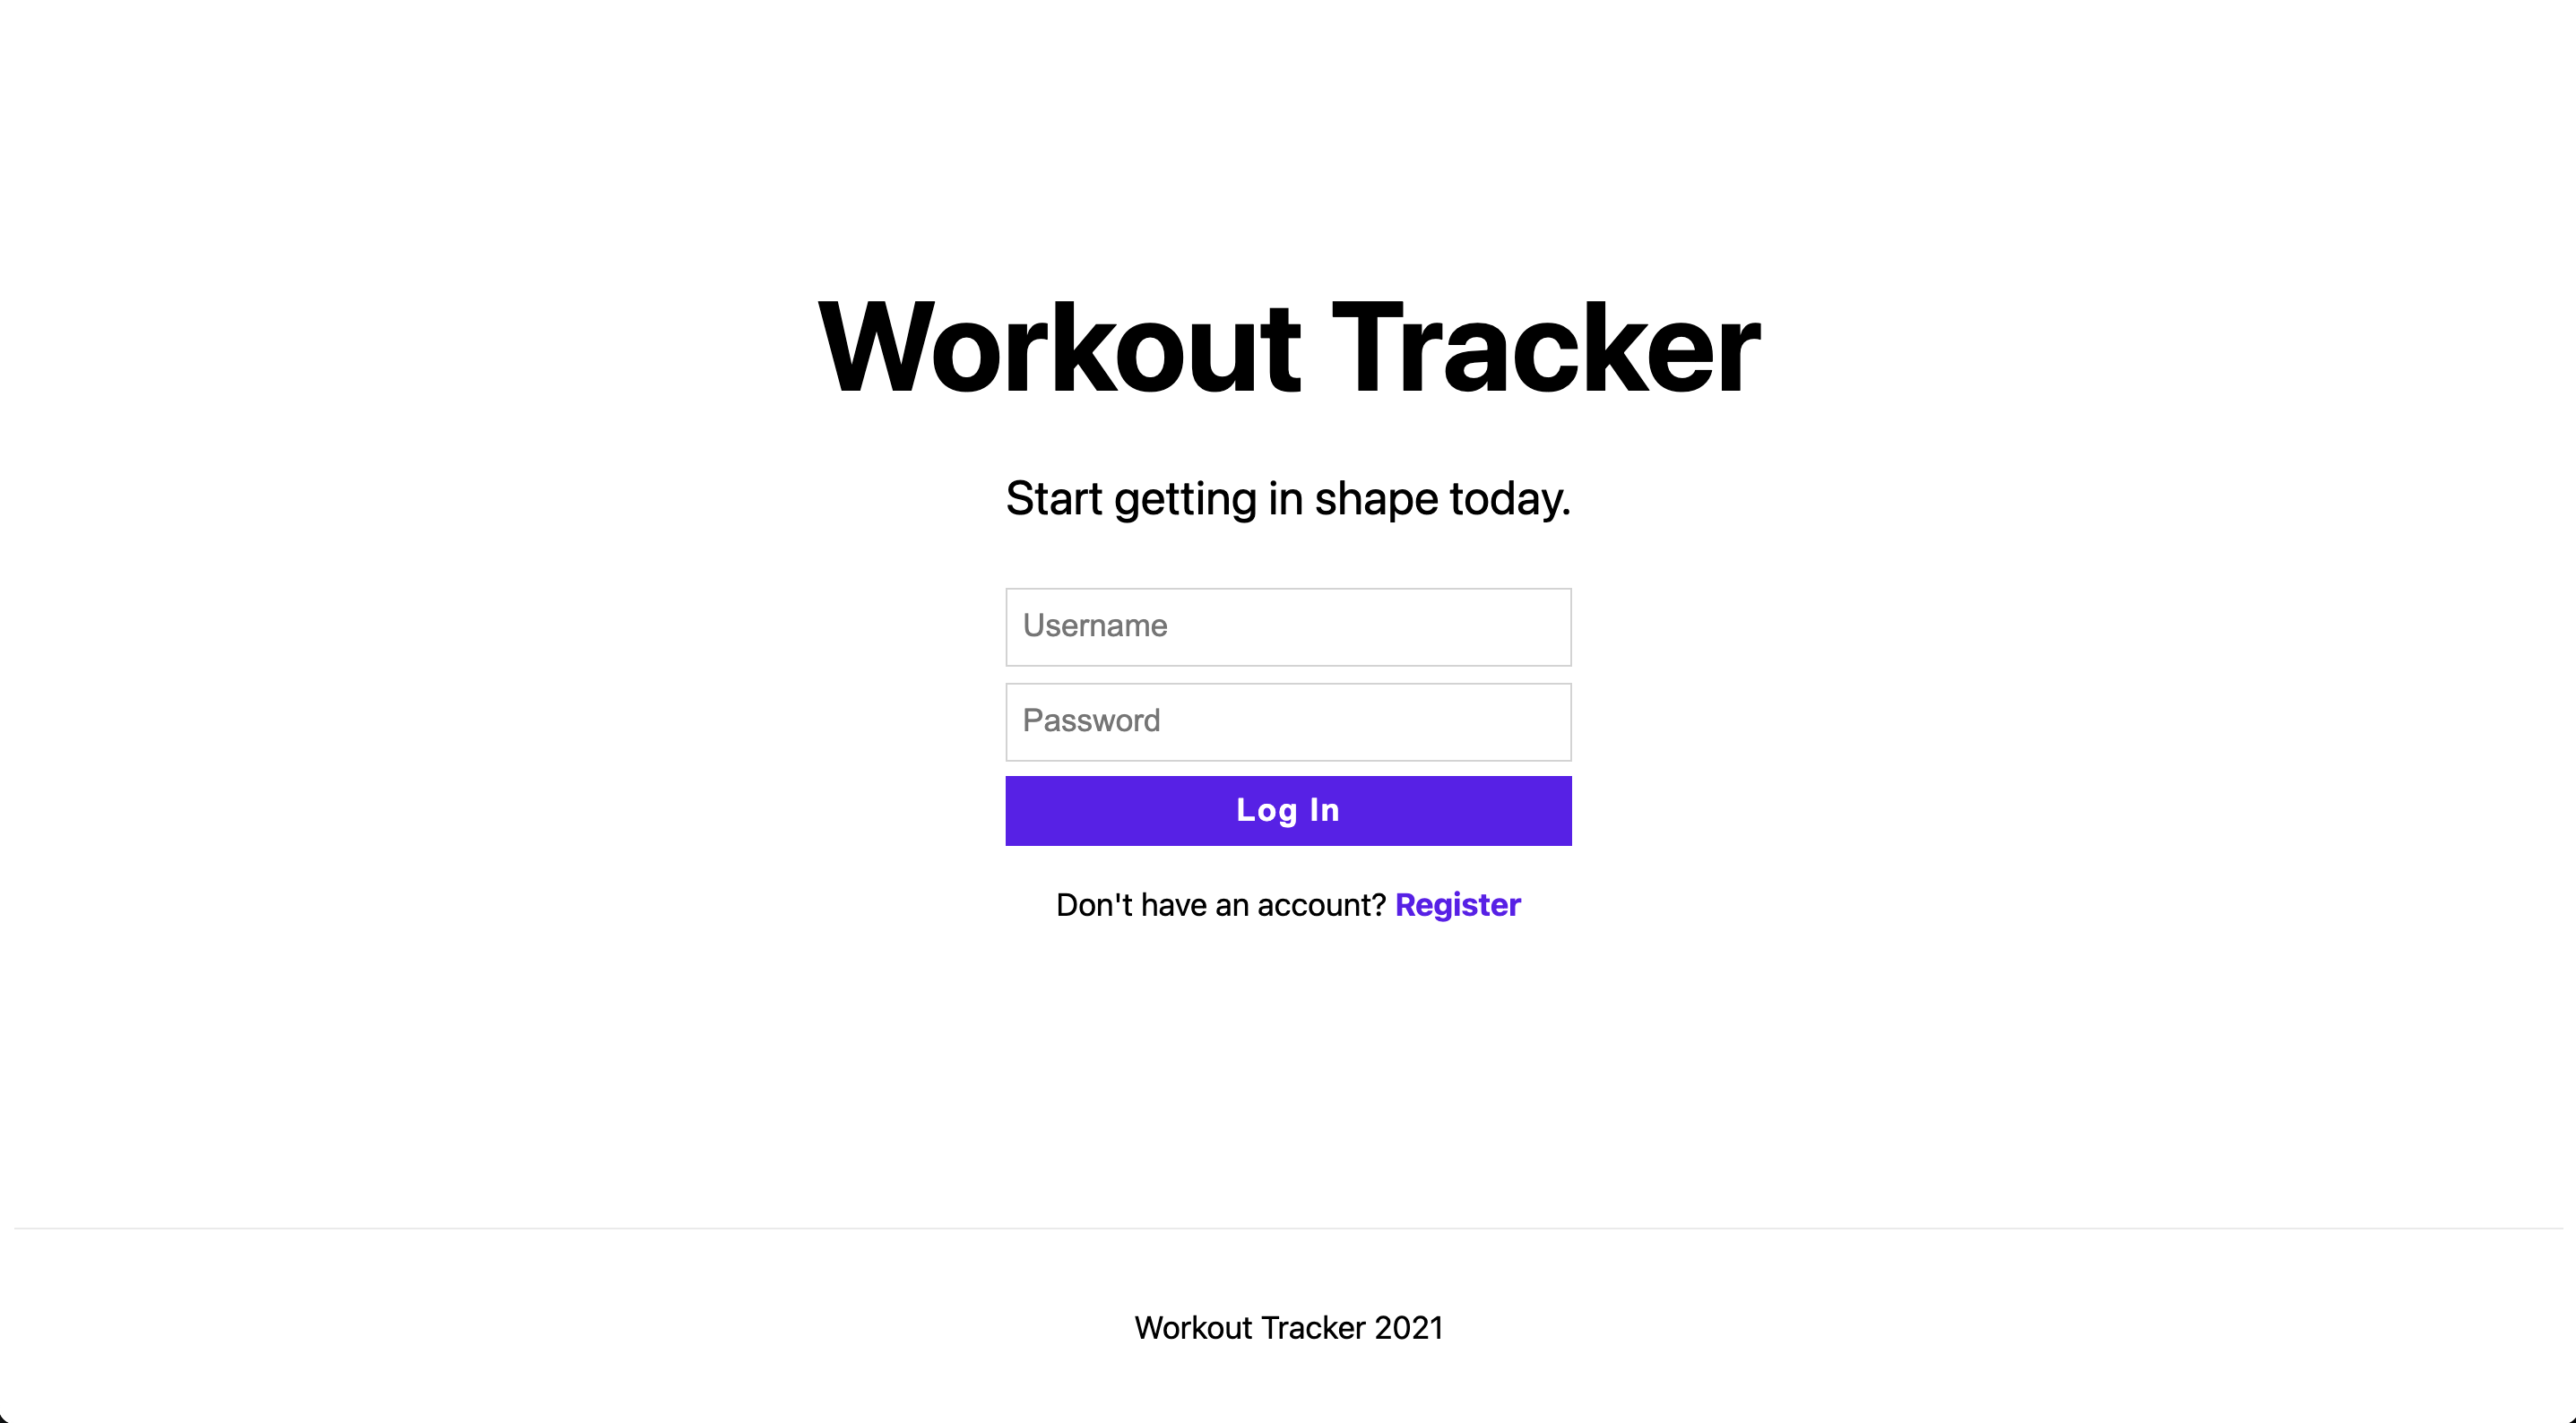 Workout Tracker
Start getting in shape today.
Username
Password
Log In
Don't have an account? Register
Workout Tracker 2021